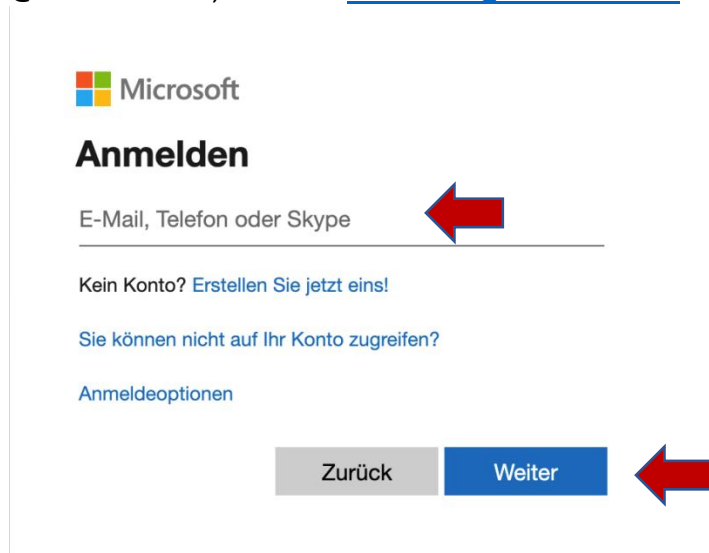 Microsoft
Anmelden
E-Mail, Telefon oder Skype
Kein Konto? Erstellen Sie jetzt eins!
Sie können nicht auf Ihr Konto zugreifen?
Anmeldeoptionen
Zurück Weiter